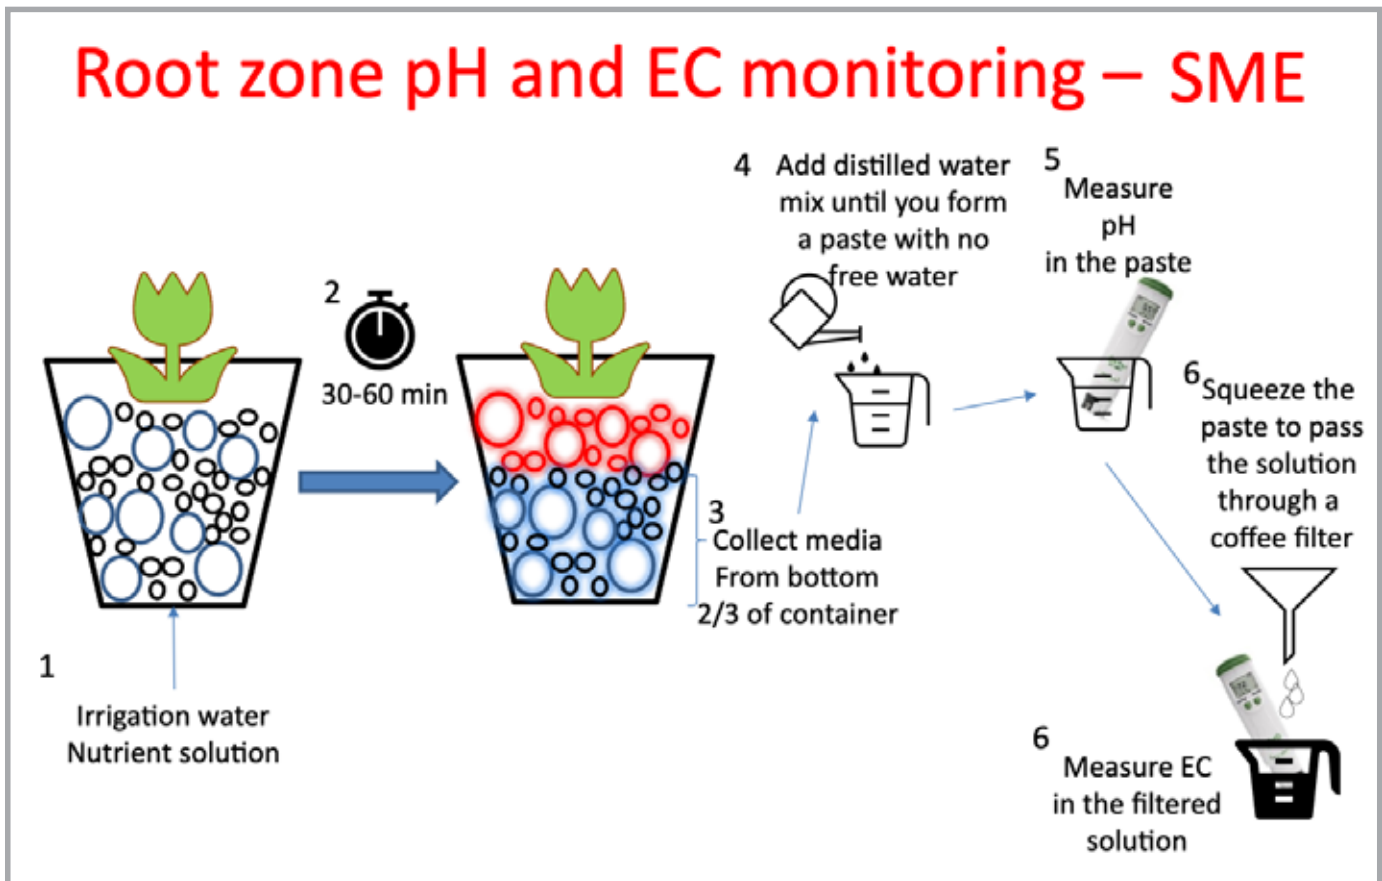 Root zone pH and EC monitoring – SME
1
Irrigation water
Nutrient solution
2
30-60 min
3
Collect media
From bottom
2/3 of container
4
Add distilled water
mix until you form
a paste with no
free water
5
Measure
pH
in the paste
6
Squeeze the
paste to pass
the solution
through a
coffee filter
6
Measure EC
in the filtered
solution